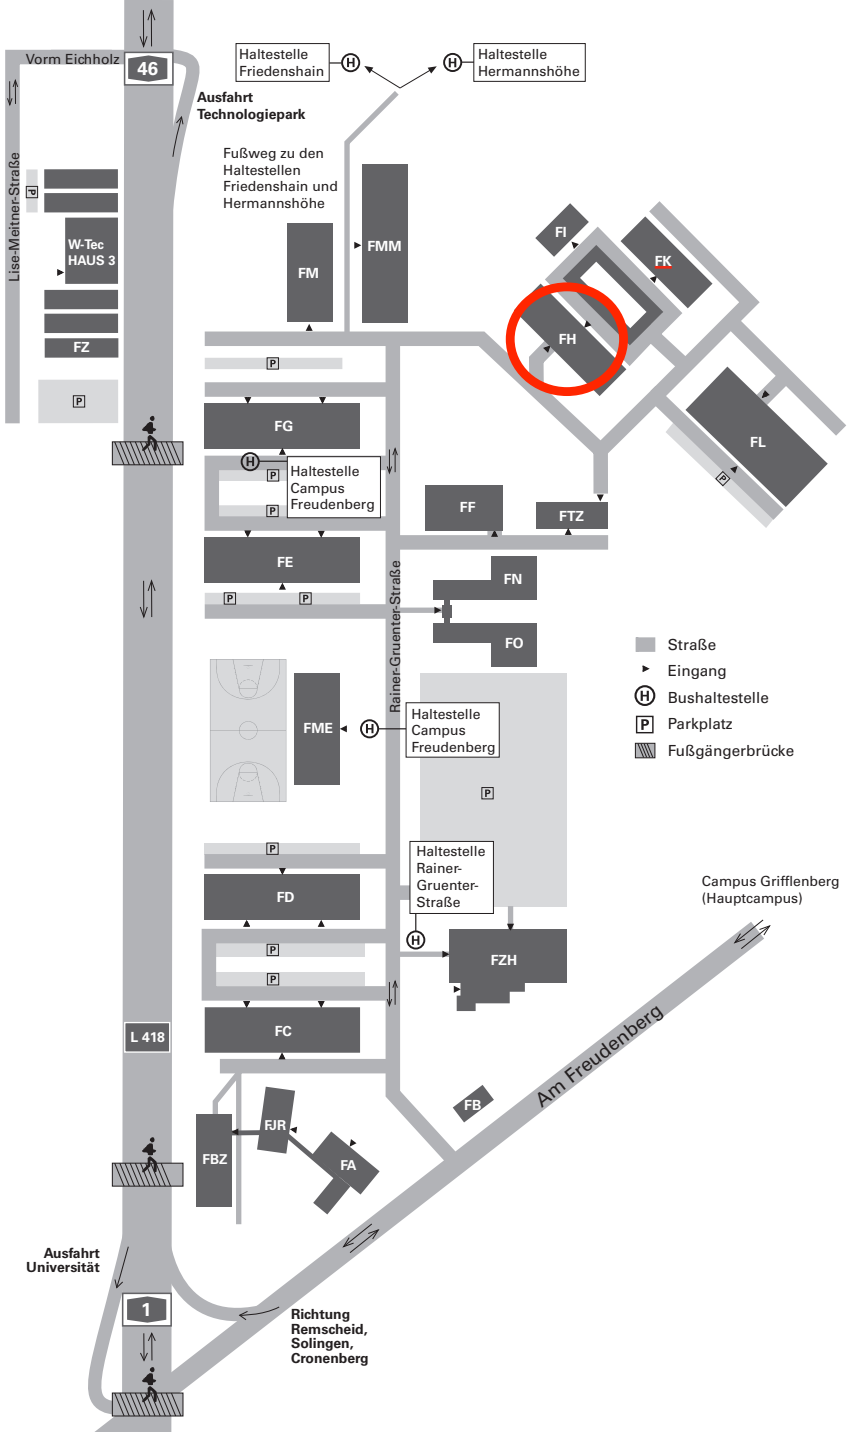 Vorm Eichholz
46
Haltestelle
Friedenshain
H
H
Haltestelle
Hermannshöhe
Ausfahrt
Technologiepark
Lise-Meitner-Straße
P
Fußweg zu den
Haltestellen
Friedenshain und
Hermannshöhe
W-Tec
HAUS 3
FZ
P
FM
FMM
FI
FK
FH
FL
P
P
FG
H
P
Haltestelle
Campus
Freudenberg
P
FF
FTZ
FE
P
P
Rainer-Gruenter-Straße
FN
FO
Straße
Eingang
H
Bushaltestelle
P
Parkplatz
Fußgängerbrücke
FME
H
Haltestelle
Campus
Freudenberg
P
P
FD
Haltestelle
Rainer-
Gruenter-
Straße
H
Campus Grifflenberg
(Hauptcampus)
P
P
FZH
FC
L 418
Am Freudenberg
FB
FJR
FBZ
FA
Ausfahrt
Universität
1
Richtung
Remscheid,
Solingen,
Cronenberg